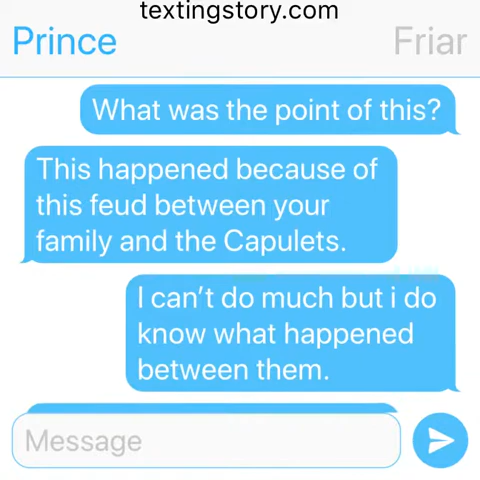 textingstory.com
Prince
Friar
What was the point of this?
This happened because of
this feud between your
family and the Capulets.
I can’t do much but i do
know what happened
between them.
Message